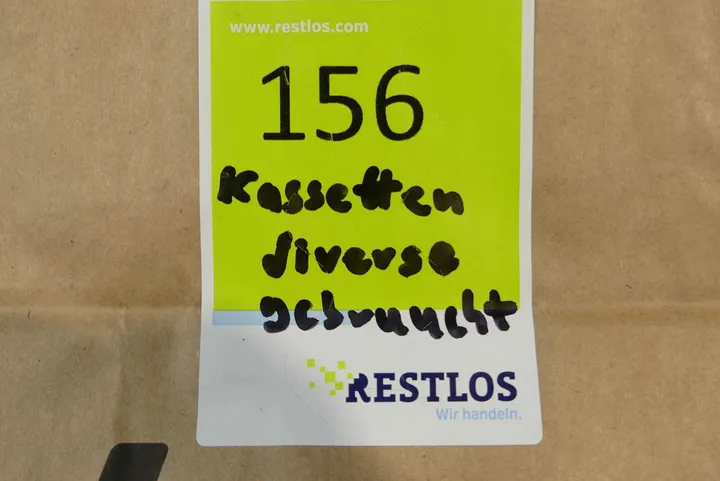 www.restlos.com
156
Kassetten
diverse
gebraucht
RESTLOS
Wir handeln.